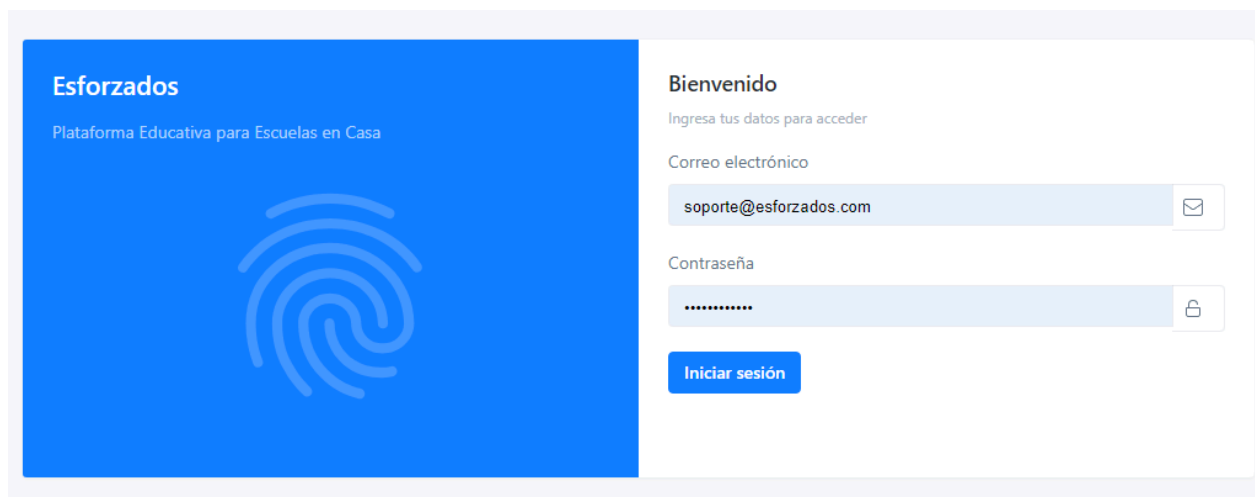 Esforzados
Plataforma Educativa para Escuelas en Casa
Bienvenido
Ingresa tus datos para acceder
Correo electrónico
soporte@esforzados.com
Contraseña
••••••••••••
Iniciar sesión